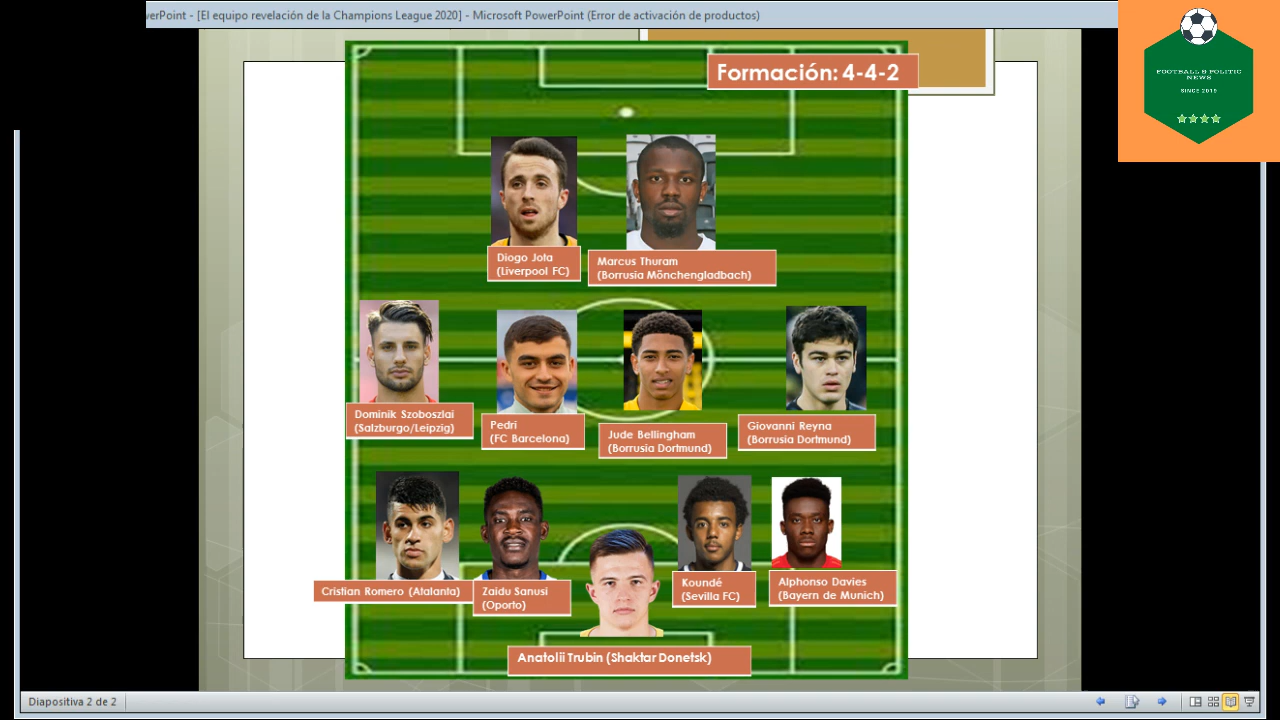 werPoint - [El equipo revelación de la Champions League 2020] - Microsoft PowerPoint (Error de activación de productos)
FOOTBALL & POLITIC
NEWS
SINCE 2019
Formación: 4-4-2
Diogo Jota
(Liverpool FC)
Marcus Thuram
(Borrusia Mönchengladbach)
Dominik Szoboszlai
(Salzburgo/Leipzig)
Pedri
(FC Barcelona)
Jude Bellingham
(Borrusia Dortmund)
Giovanni Reyna
(Borrusia Dortmund)
Cristian Romero (Atalanta)
Zaidu Sanusi
(Oporto)
Koundé
(Sevilla FC)
Alphonso Davies
(Bayern de Munich)
Anatolii Trubin (Shaktar Donetsk)
Diapositiva 2 de 2